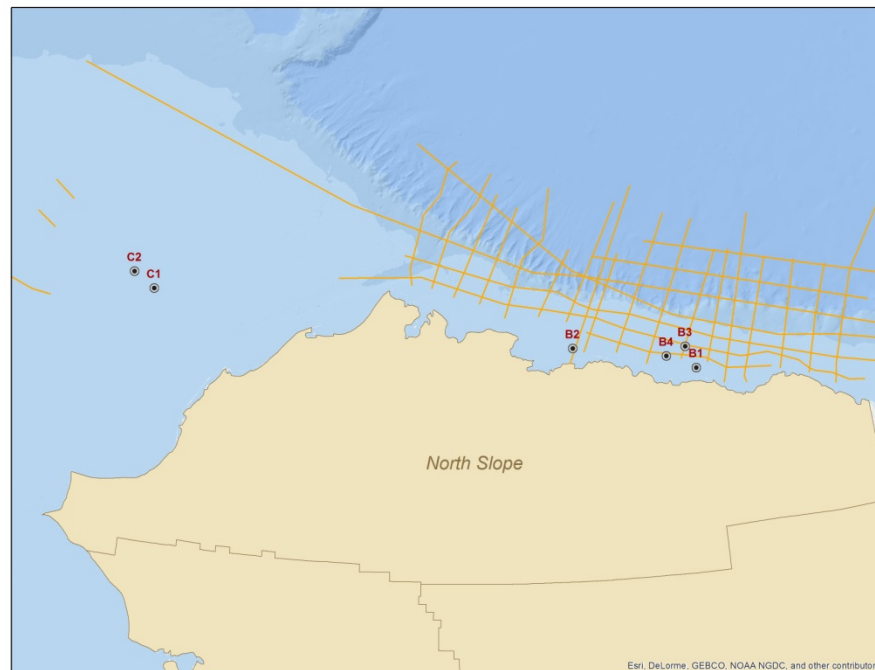 C2
C1
B3
B2
B4
B1
North Slope
Esri, DeLorme, GEBCO, NOAA NGDC, and other contributor